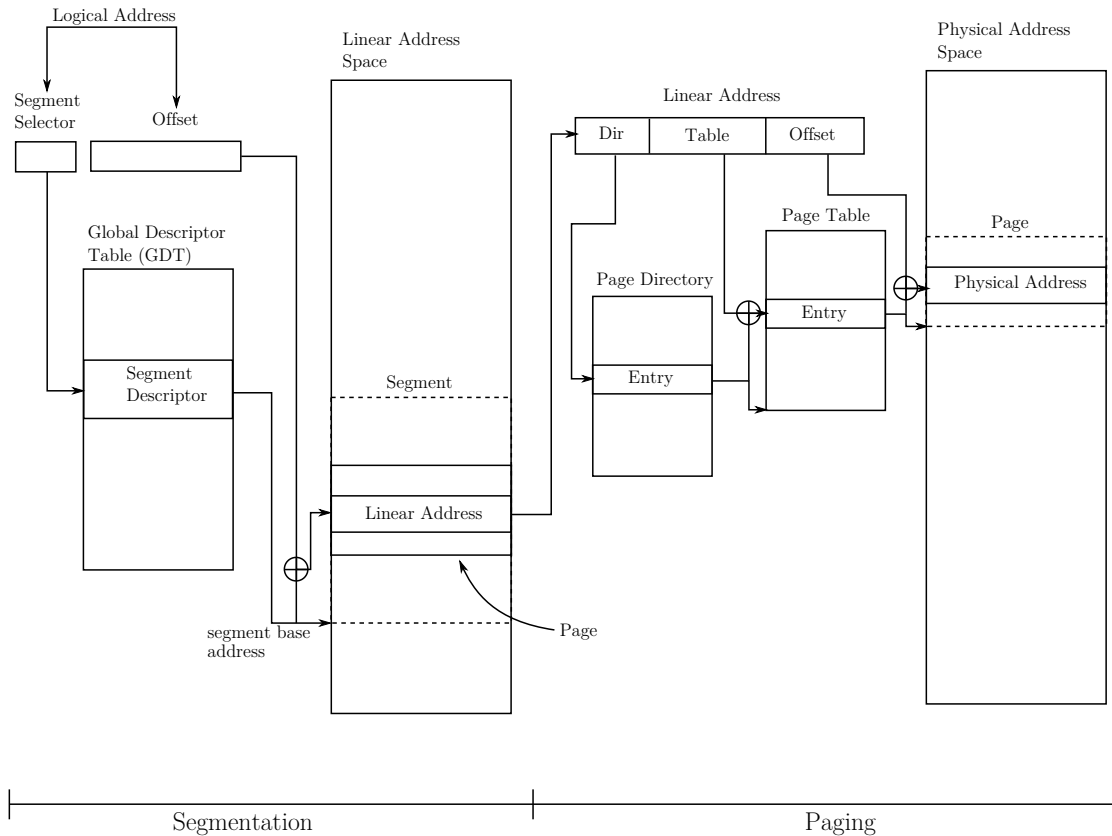 Logical Address
Segment
Selector
Offset
Global Descriptor
Table (GDT)
Segment
Descriptor
segment base
address
Linear Address
Space
Segment
Linear Address
Page
Linear Address
Dir
Table
Offset
Page Directory
Entry
Page Table
Entry
Physical Address
Space
Page
Physical Address
Segmentation
Paging